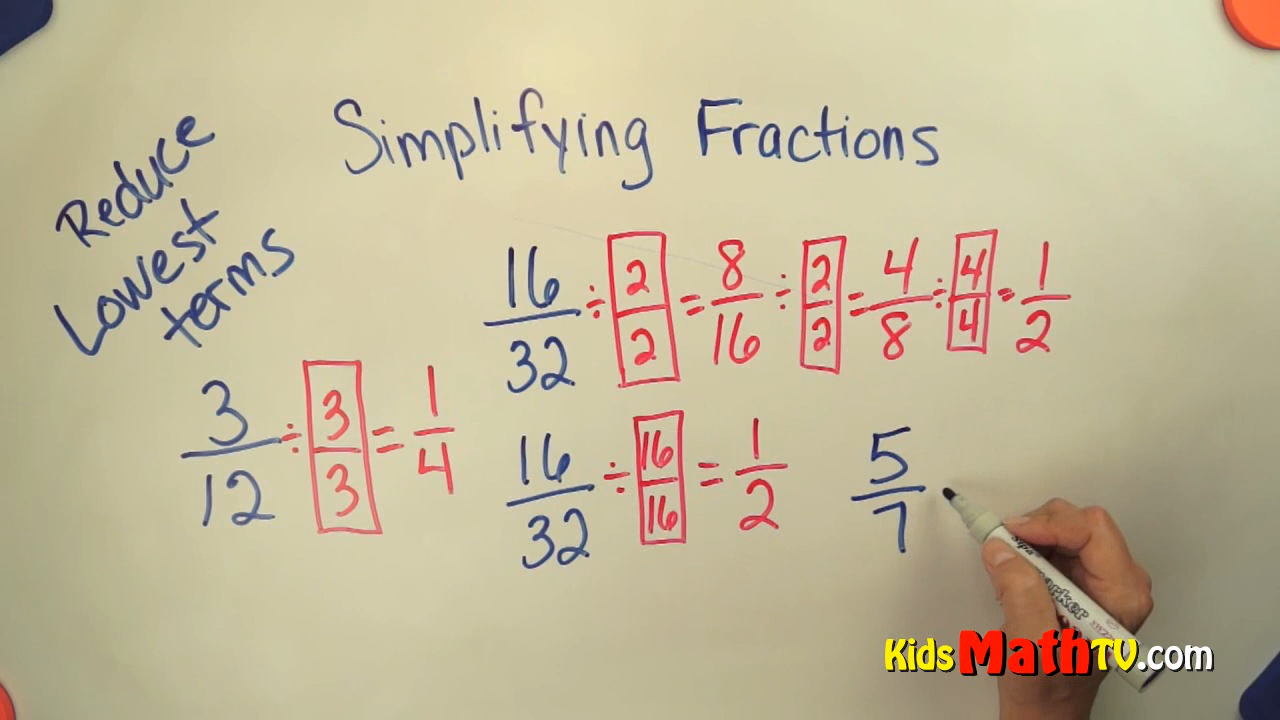 Simplifying Fractions
Reduce
Lowest
terms
16/32 ÷ 2/2 = 8/16 ÷ 2/2 = 4/8 ÷ 4/4 = 1/2
3/12 ÷ 3/3 = 1/4
16/32 ÷ 16/16 = 1/2
5/7
KidsMathTV.com